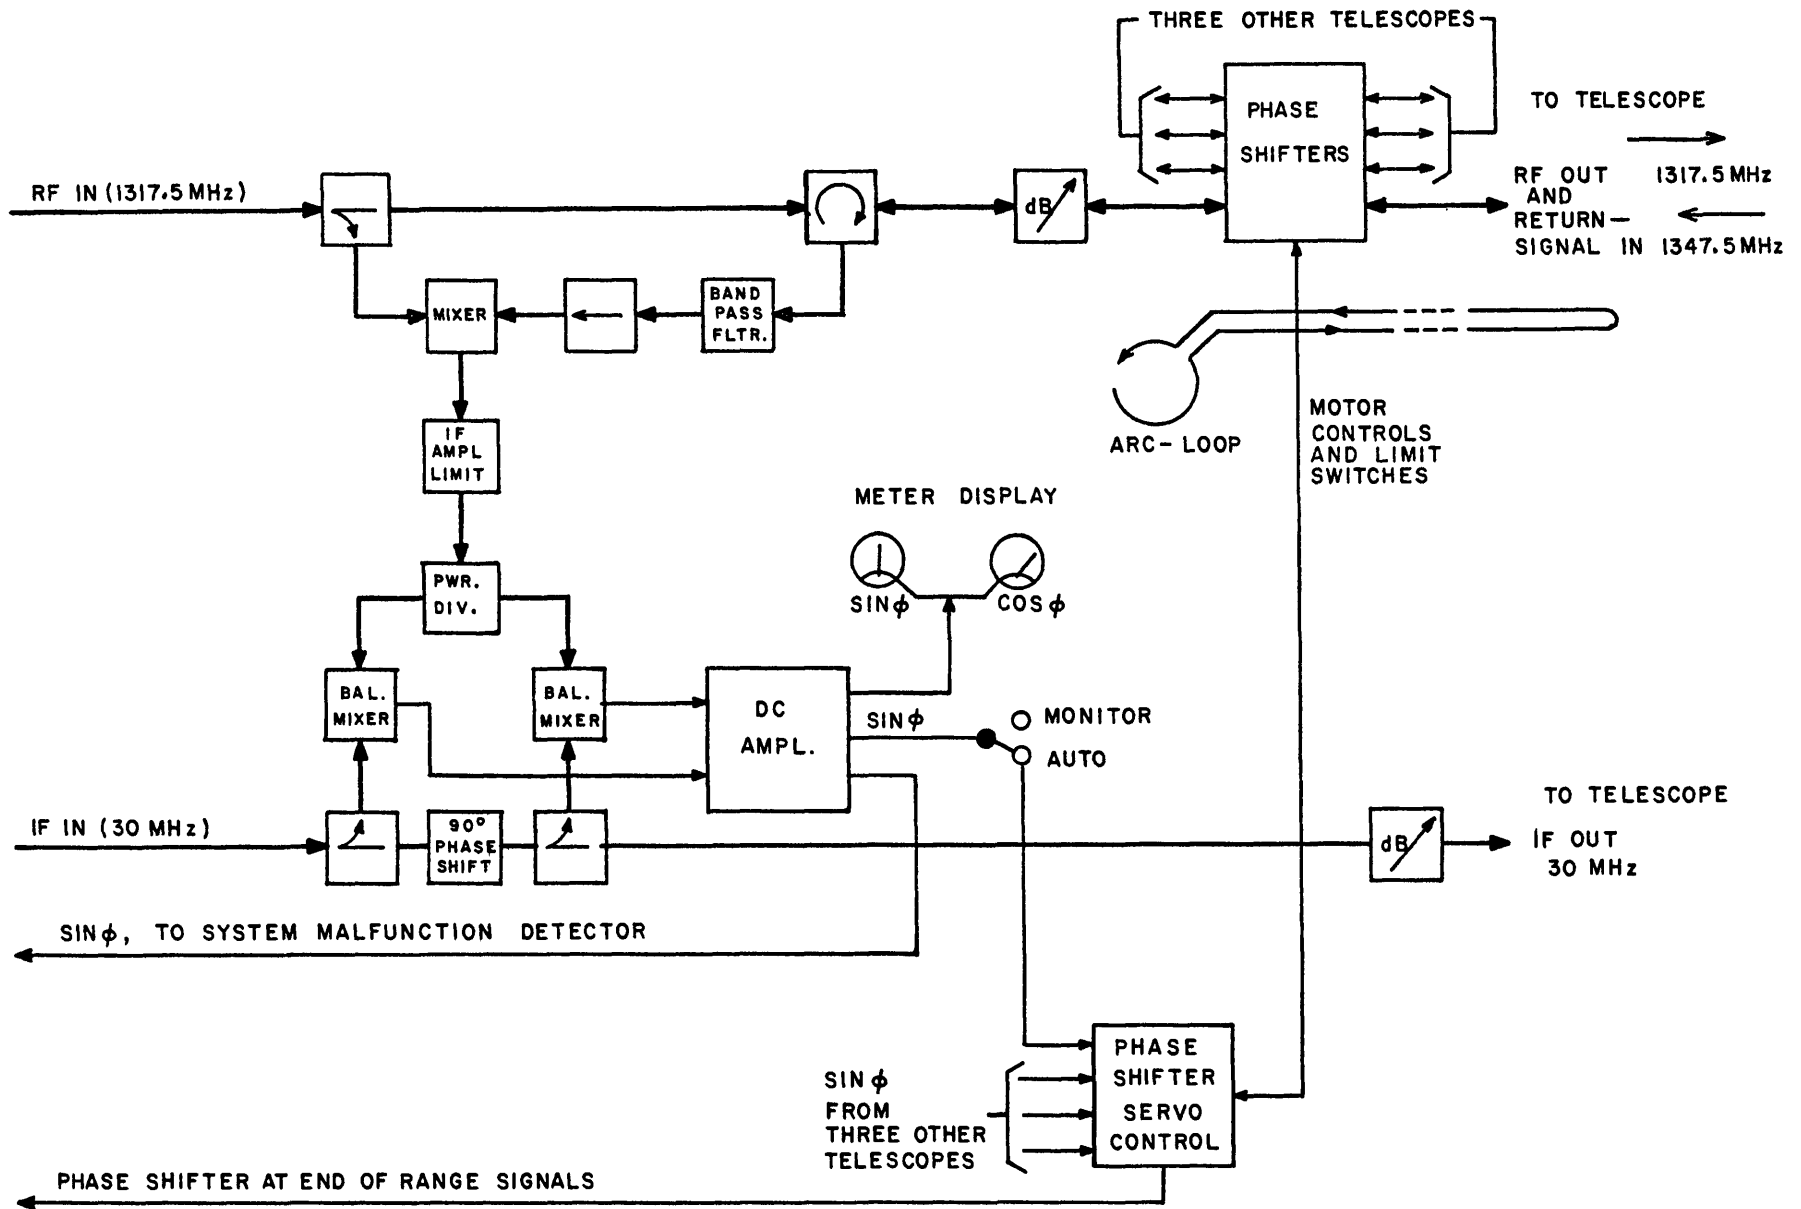 THREE OTHER TELESCOPES
PHASE
SHIFTERS
TO TELESCOPE
RF OUT 1317.5 MHz
AND
RETURN—
SIGNAL IN 1347.5 MHz
RF IN (1317.5 MHz)
dB
MIXER
BAND
PASS
FLTR.
ARC-LOOP
MOTOR
CONTROLS
AND LIMIT
SWITCHES
IF
AMPL
LIMIT
METER DISPLAY
SIN ϕ
COS ϕ
PWR.
DIV.
BAL.
MIXER
BAL.
MIXER
DC
AMPL.
SIN ϕ
MONITOR
AUTO
IF IN (30 MHz)
90°
PHASE
SHIFT
dB
TO TELESCOPE
IF OUT
30 MHz
SIN ϕ, TO SYSTEM MALFUNCTION DETECTOR
PHASE
SHIFTER
SERVO
CONTROL
SIN ϕ
FROM
THREE OTHER
TELESCOPES
PHASE SHIFTER AT END OF RANGE SIGNALS